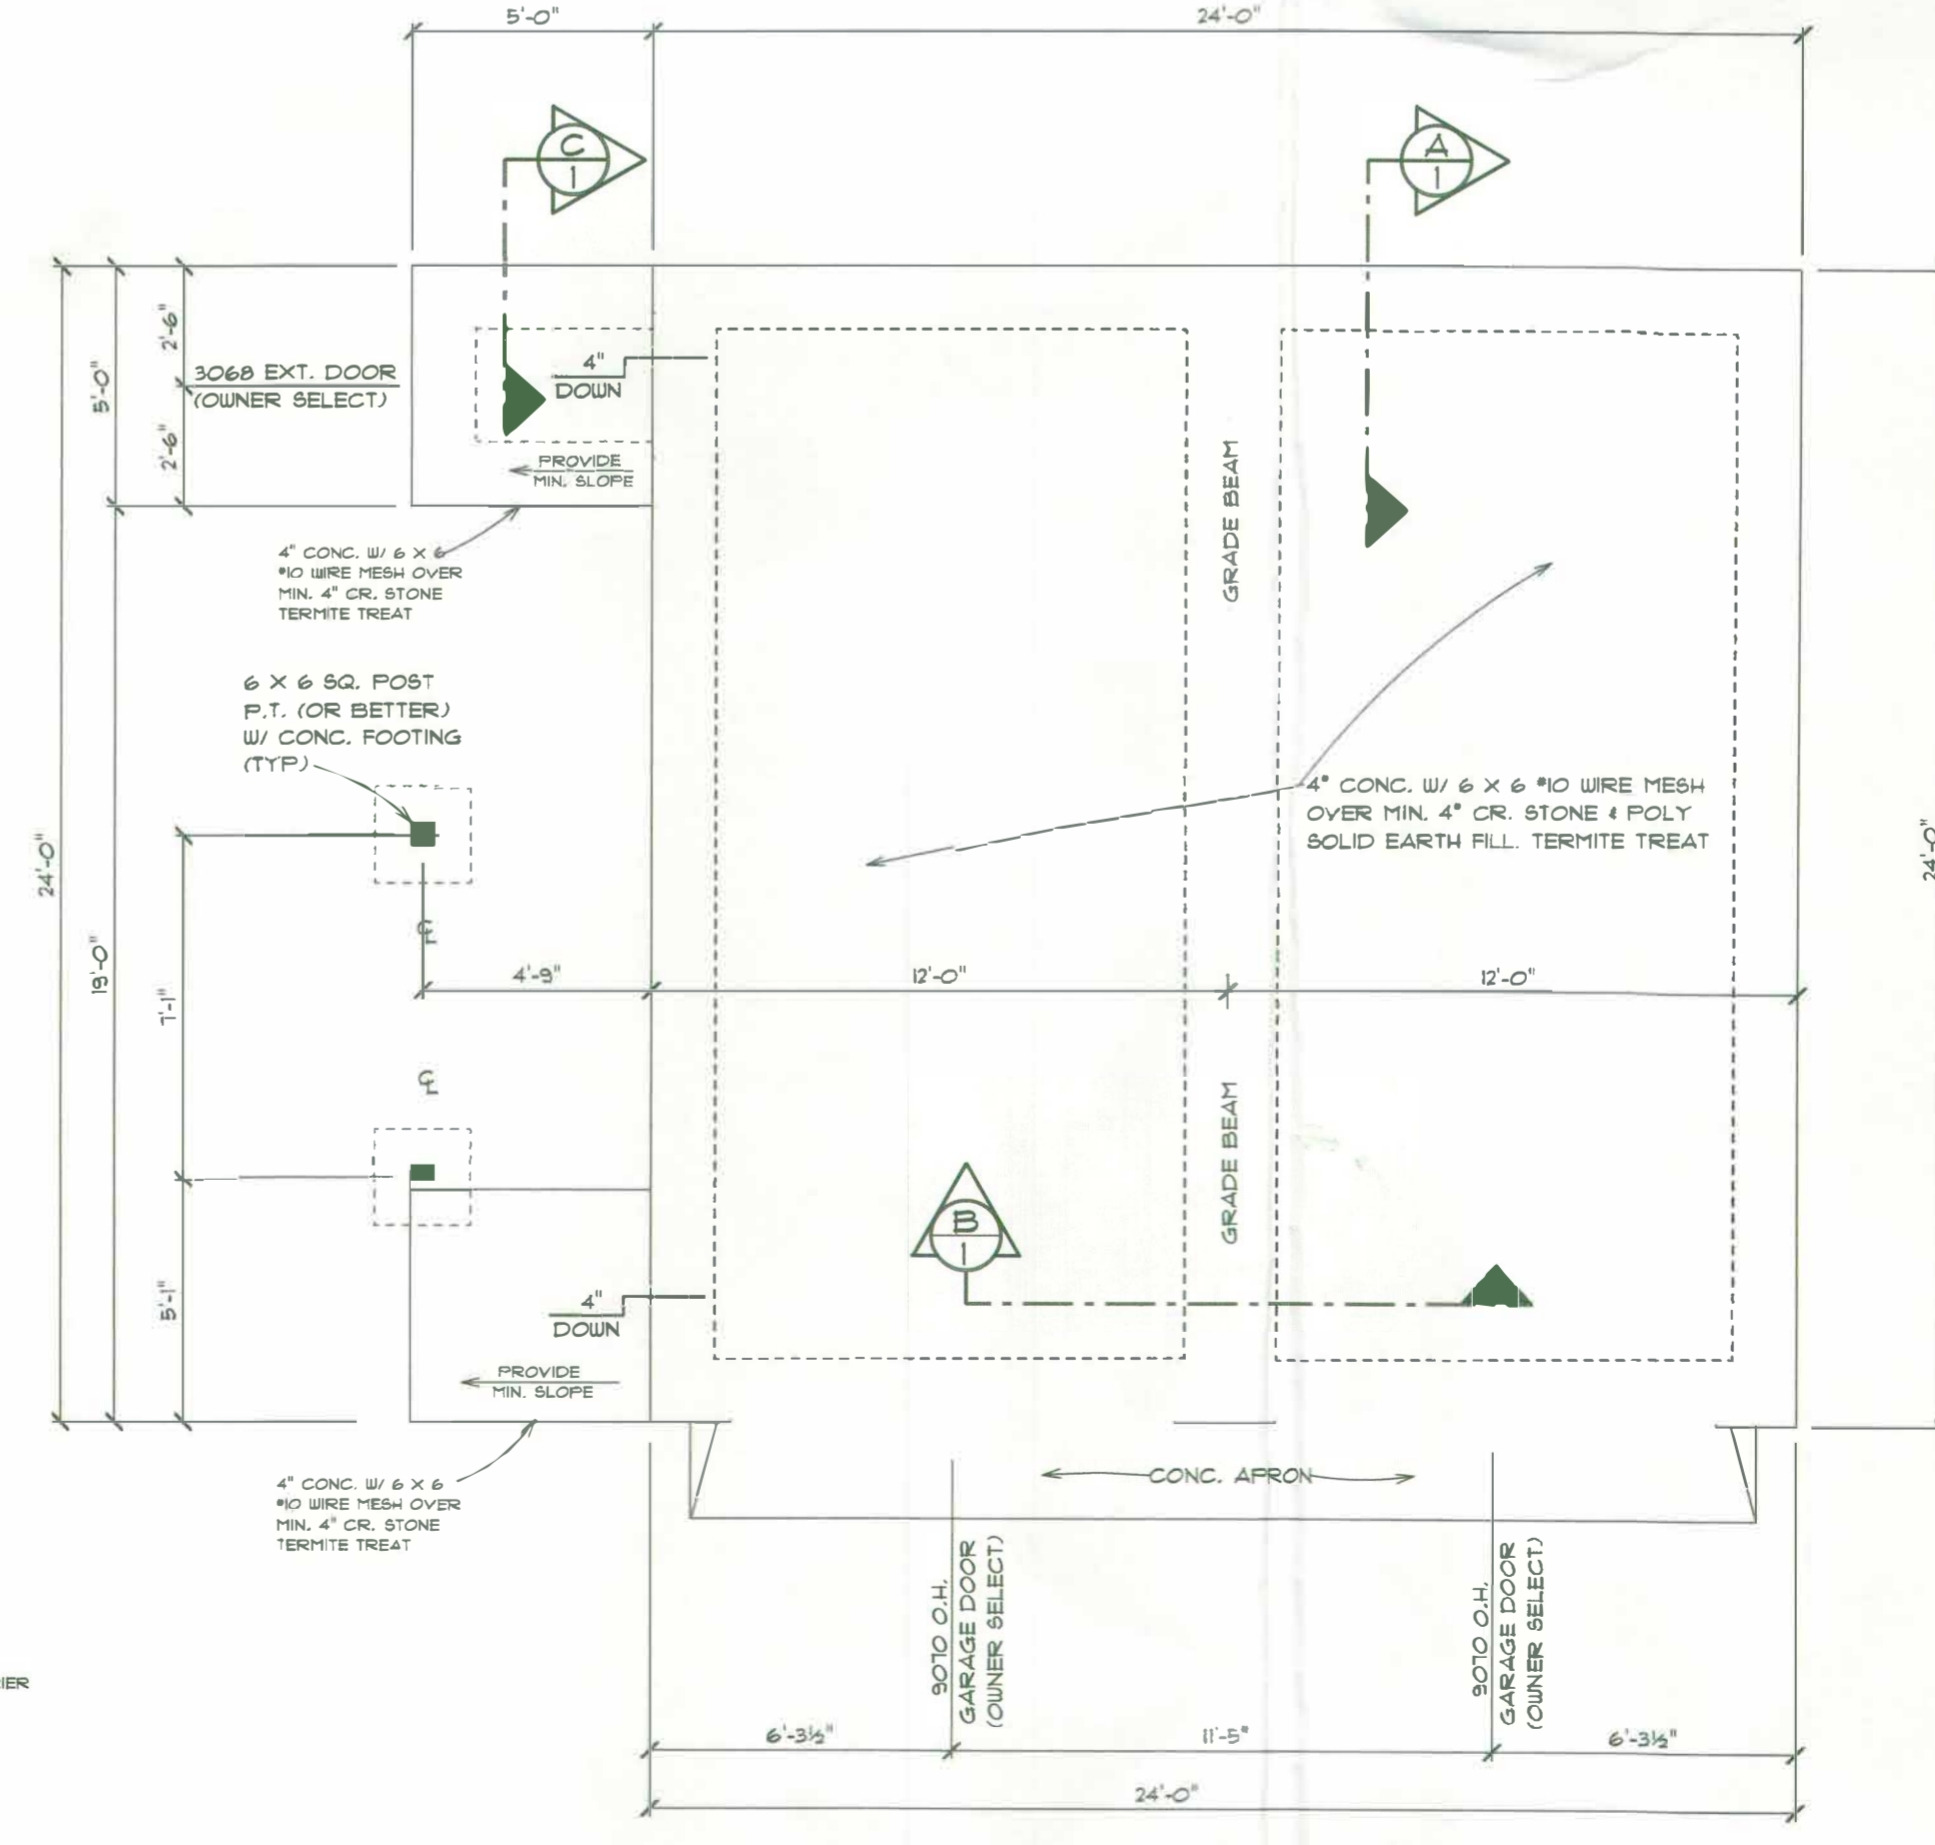 5'-0"
24'-0"
C
1
A
1
2'-6"
5'-0"
3068 EXT. DOOR
(OWNER SELECT)
4"
DOWN
2'-6"
PROVIDE
MIN. SLOPE
GRADE BEAM
4" CONC. W/ 6 X 6
#10 WIRE MESH OVER
MIN. 4" CR. STONE
TERMITE TREAT
6 X 6 SQ. POST
P.T. (OR BETTER)
W/ CONC. FOOTING
(TYP)
4" CONC. W/ 6 X 6 #10 WIRE MESH
OVER MIN. 4" CR. STONE & POLY
SOLID EARTH FILL. TERMITE TREAT
24'-0"
24'-0"
19'-0"
7'-1"
CL
4'-9"
12'-0"
12'-0"
CL
GRADE BEAM
B
1
5'-1"
4"
DOWN
PROVIDE
MIN. SLOPE
4" CONC. W/ 6 X 6
#10 WIRE MESH OVER
MIN. 4" CR. STONE
TERMITE TREAT
CONC. APRON
9070 O.H.
GARAGE DOOR
(OWNER SELECT)
9070 O.H.
GARAGE DOOR
(OWNER SELECT)
IER
6'-3½"
11'-5"
6'-3½"
24'-0"